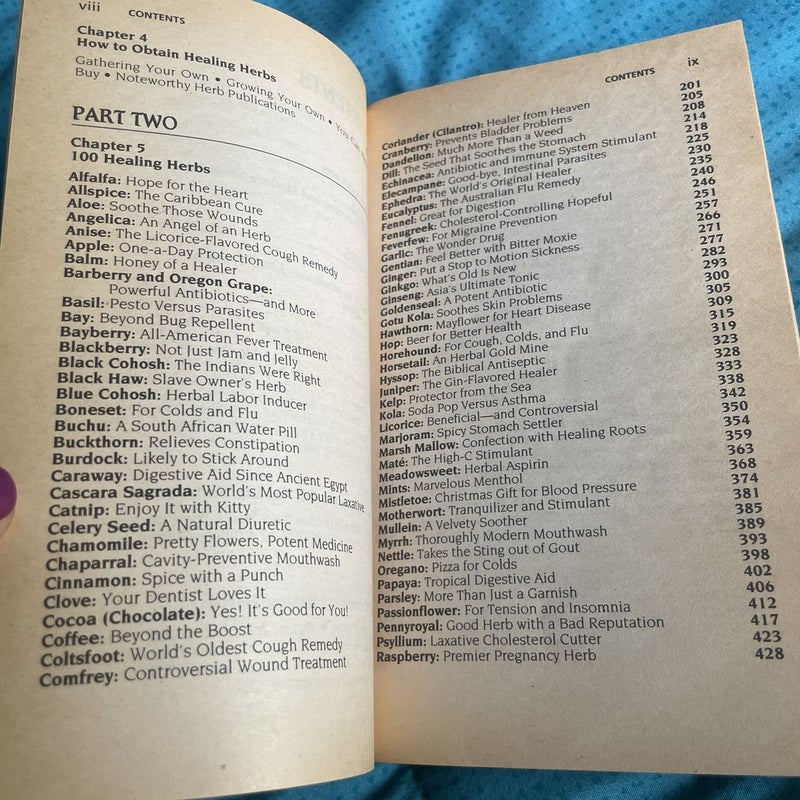 viii CONTENTS
Chapter 4
How to Obtain Healing Herbs
Gathering Your Own • Growing Your Own • You Can
Buy • Noteworthy Herb Publications
PART TWO
Chapter 5
100 Healing Herbs
Alfalfa: Hope for the Heart
Allspice: The Caribbean Cure
Aloe: Soothe Those Wounds
Angelica: An Angel of an Herb
Anise: The Licorice-Flavored Cough Remedy
Apple: One-a-Day Protection
Balm: Honey of a Healer
Barberry and Oregon Grape:
Powerful Antibiotics—and More
Basil: Pesto Versus Parasites
Bay: Beyond Bug Repellent
Bayberry: All-American Fever Treatment
Blackberry: Not Just Jam and Jelly
Black Cohosh: The Indians Were Right
Black Haw: Slave Owner's Herb
Blue Cohosh: Herbal Labor Inducer
Boneset: For Colds and Flu
Buchu: A South African Water Pill
Buckthorn: Relieves Constipation
Burdock: Likely to Stick Around
Caraway: Digestive Aid Since Ancient Egypt
Cascara Sagrada: World's Most Popular Laxative
Catnip: Enjoy It with Kitty
Celery Seed: A Natural Diuretic
Chamomile: Pretty Flowers, Potent Medicine
Chaparral: Cavity-Preventive Mouthwash
Cinnamon: Spice with a Punch
Clove: Your Dentist Loves It
Cocoa (Chocolate): Yes! It's Good for You!
Coffee: Beyond the Boost
Coltsfoot: World's Oldest Cough Remedy
Comfrey: Controversial Wound Treatment
CONTENTS ix
Coriander (Cilantro): Healer from Heaven 201
Cranberry: Prevents Bladder Problems 205
Dandelion: Much More Than a Weed 208
Dill: The Seed That Soothes the Stomach 214
Echinacea: Antibiotic and Immune System Stimulant 218
Elecampane: Good-bye, Intestinal Parasites 225
Ephedra: The World's Original Healer 230
Eucalyptus: The Australian Flu Remedy 235
Fennel: Great for Digestion 240
Fenugreek: Cholesterol-Controlling Hopeful 246
Feverfew: For Migraine Prevention 251
Garlic: The Wonder Drug 257
Gentian: Feel Better with Bitter Moxie 266
Ginger: Put a Stop to Motion Sickness 271
Ginkgo: What's Old Is New 277
Ginseng: Asia's Ultimate Tonic 282
Goldenseal: A Potent Antibiotic 293
Gotu Kola: Soothes Skin Problems 300
Hawthorn: Mayflower for Heart Disease 305
Hop: Beer for Better Health 309
Horehound: For Cough, Colds, and Flu 315
Horsetail: An Herbal Gold Mine 319
Hyssop: The Biblical Antiseptic 323
Juniper: The Gin-Flavored Healer 328
Kelp: Protector from the Sea 333
Kola: Soda Pop Versus Asthma 338
Licorice: Beneficial—and Controversial 342
Marjoram: Spicy Stomach Settler 350
Marsh Mallow: Confection with Healing Roots 354
Maté: The High-C Stimulant 359
Meadowsweet: Herbal Aspirin 363
Mints: Marvelous Menthol 368
Mistletoe: Christmas Gift for Blood Pressure 374
Motherwort: Tranquilizer and Stimulant 381
Mullein: A Velvety Soother 385
Myrrh: Thoroughly Modern Mouthwash 389
Nettle: Takes the Sting out of Gout 393
Oregano: Pizza for Colds 398
Papaya: Tropical Digestive Aid 402
Parsley: More Than Just a Garnish 406
Passionflower: For Tension and Insomnia 412
Pennyroyal: Good Herb with a Bad Reputation 417
Psyllium: Laxative Cholesterol Cutter 423
Raspberry: Premier Pregnancy Herb 428